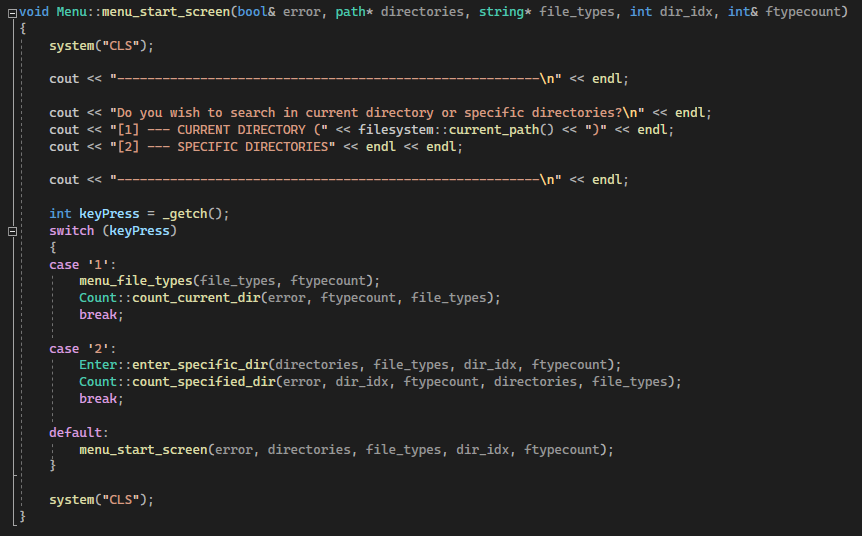 void Menu::menu_start_screen(bool& error, path* directories, string* file_types, int dir_idx, int& ftypecount)
{
system("CLS");
cout << "--------------------------------------------------------\n" << endl;
cout << "Do you wish to search in current directory or specific directories?\n" << endl;
cout << "[1] --- CURRENT DIRECTORY (" << filesystem::current_path() << ")" << endl;
cout << "[2] --- SPECIFIC DIRECTORIES" << endl << endl;
cout << "--------------------------------------------------------\n" << endl;
int keyPress = _getch();
switch (keyPress)
{
case '1':
menu_file_types(file_types, ftypecount);
Count::count_current_dir(error, ftypecount, file_types);
break;
case '2':
Enter::enter_specific_dir(directories, file_types, dir_idx, ftypecount);
Count::count_specified_dir(error, dir_idx, ftypecount, directories, file_types);
break;
default:
menu_start_screen(error, directories, file_types, dir_idx, ftypecount);
}
system("CLS");
}